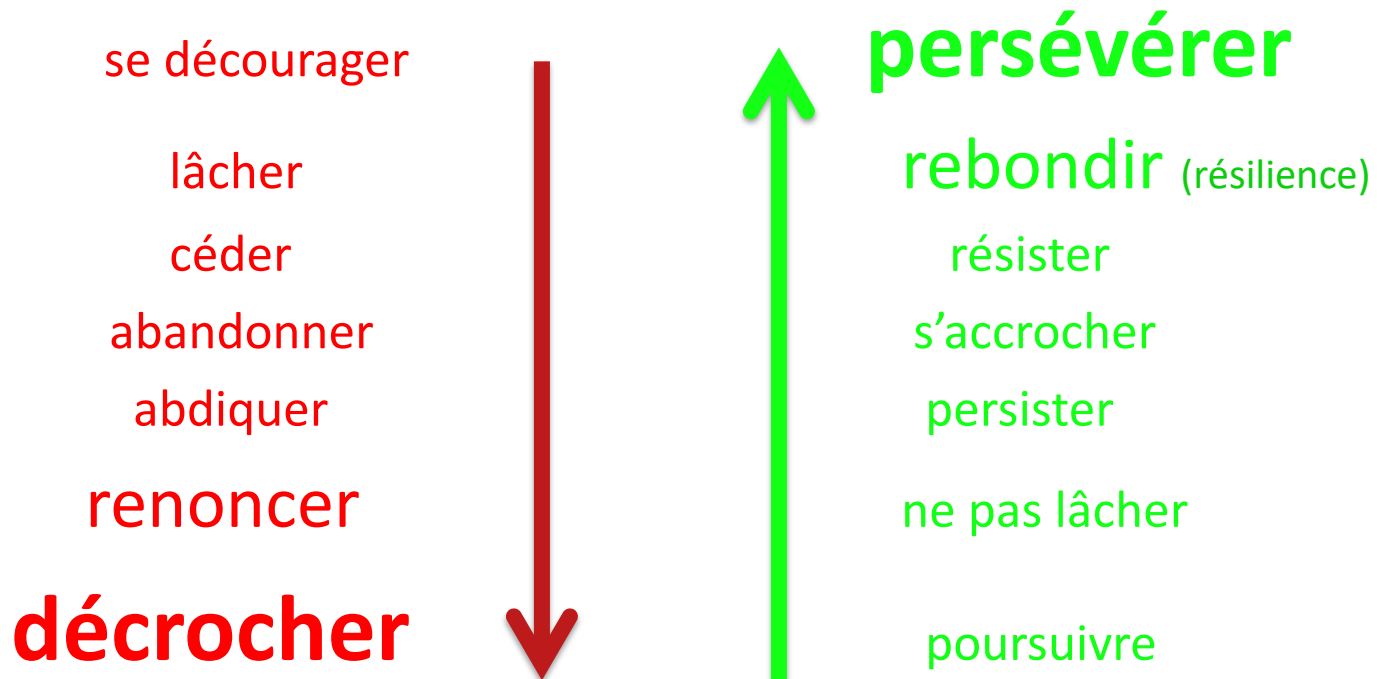 se décourager
lâcher
céder
abandonner
abdiquer
renoncer
décrocher
persévérer
rebondir (résilience)
résister
s’accrocher
persister
ne pas lâcher
poursuivre